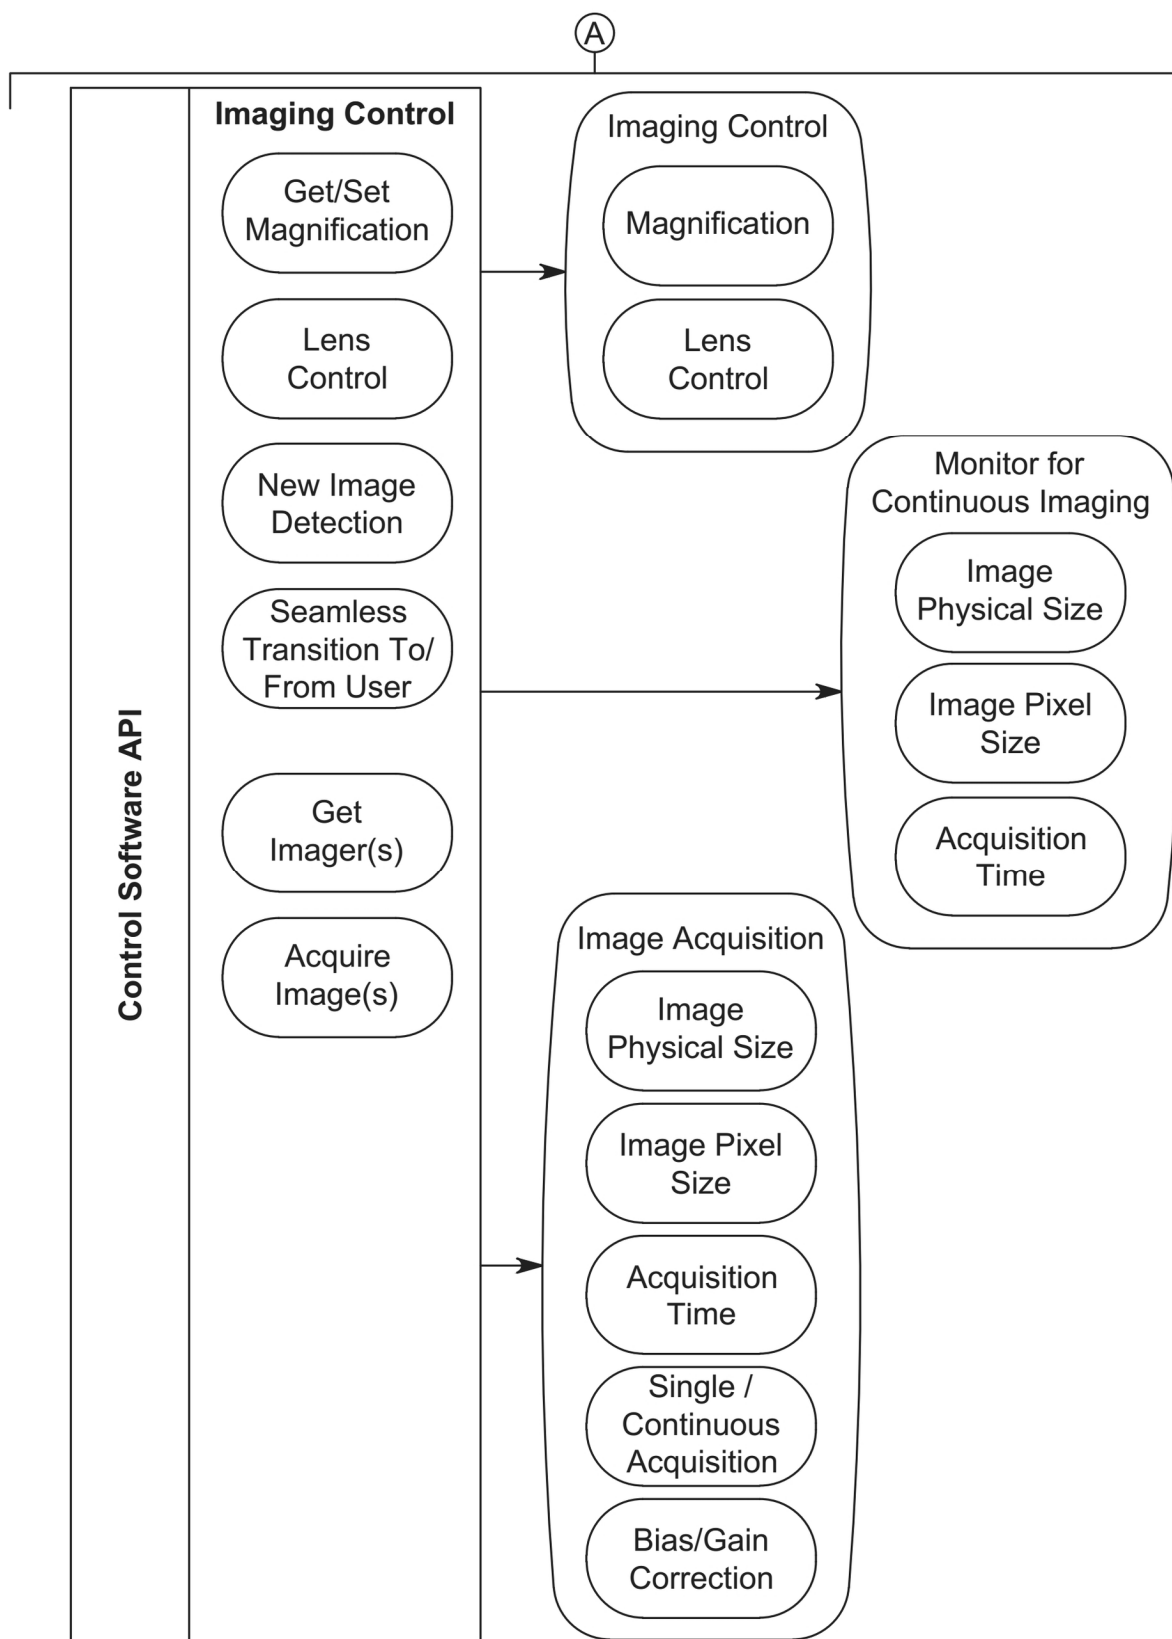 A
Control Software API
Imaging Control
Get/Set
Magnification
Lens
Control
New Image
Detection
Seamless
Transition To/
From User
Get
Imager(s)
Acquire
Image(s)
Imaging Control
Magnification
Lens
Control
Monitor for
Continuous Imaging
Image
Physical Size
Image Pixel
Size
Acquisition
Time
Image Acquisition
Image
Physical Size
Image Pixel
Size
Acquisition
Time
Single /
Continuous
Acquisition
Bias/Gain
Correction